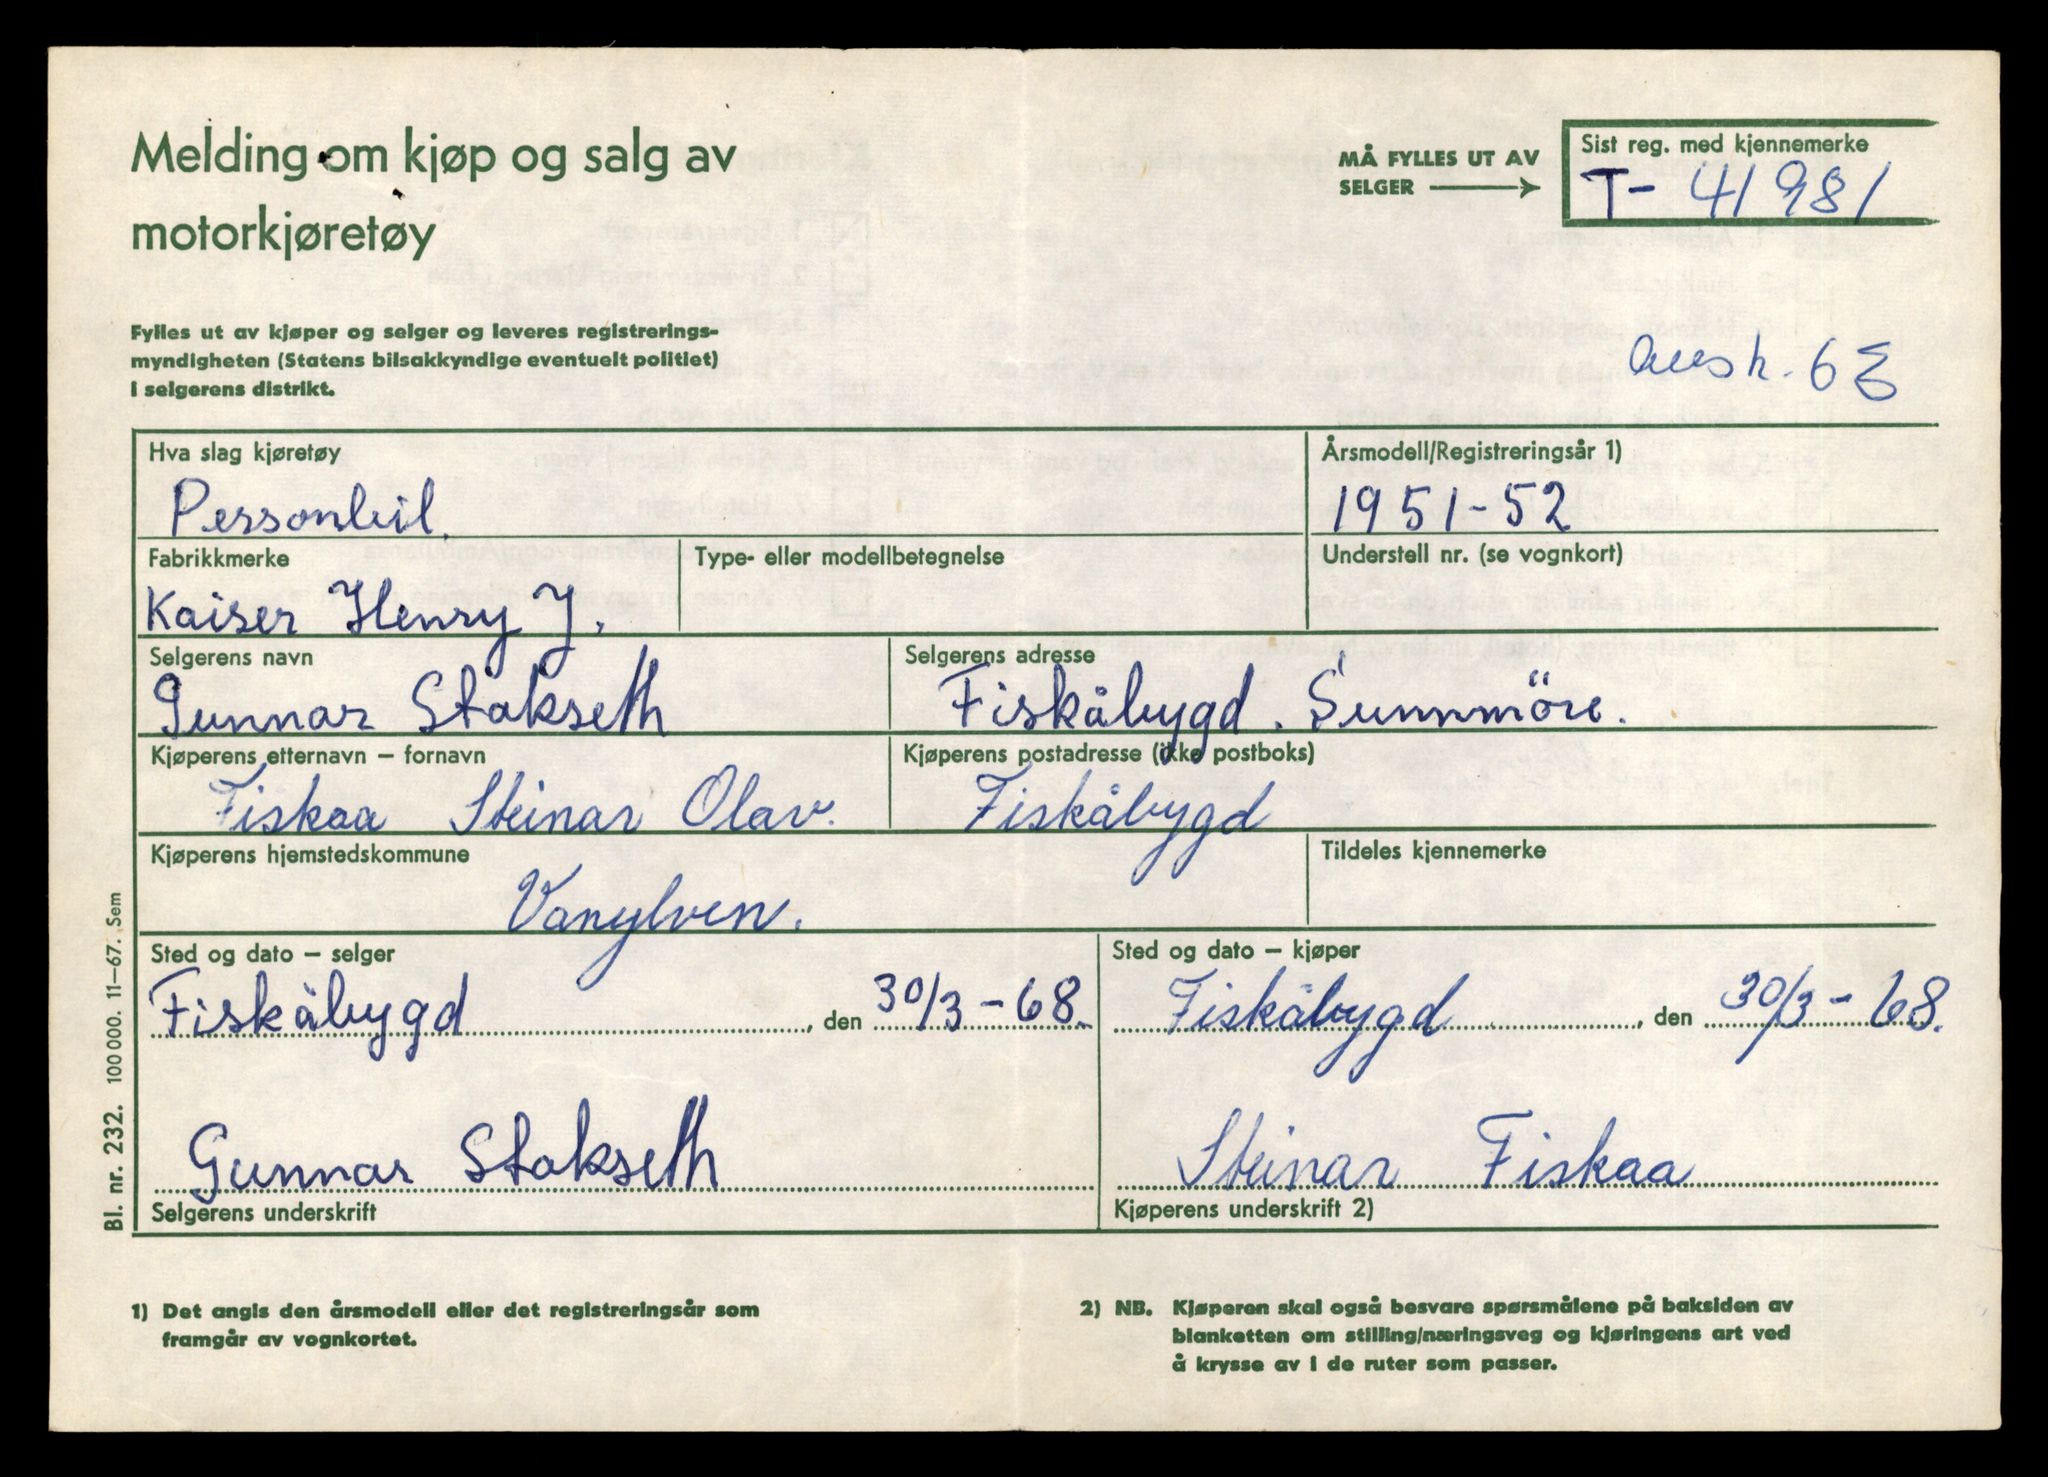 Melding om kjøp og salg av
motorkjøretøy
MÅ FYLLES UT AV
SELGER
Sist reg. med kjennemerke
T- 41981
Fylles ut av kjøper og selger og leveres registrerings-
myndigheten (Statens bilsakkyndige eventuelt politiet)
i selgerens distrikt.
Hva slag kjøretøy
Personbil.
Årsmodell/Registreringsår 1)
1951-52
Fabrikkmerke
Kaiser Henry J.
Type- eller modellbetegnelse
Understell nr. (se vognkort)
Selgerens navn
Gunnar Stakseth
Selgerens adresse
Fiskåbygd. Sunnmöre.
Kjøperens etternavn – fornavn
Fiskaa Steinar Olav.
Kjøperens postadresse (ikke postboks)
Fiskåbygd
Kjøperens hjemstedskommune
Vanylven.
Tildeles kjennemerke
Sted og dato – selger
Fiskåbygd, den 30/3-68.
Sted og dato – kjøper
Fiskåbygd, den 30/3-68.
Gunnar Stakseth
Selgerens underskrift
Steinar Fiskaa
Kjøperens underskrift 2)
Bl. nr. 232. 100 000. 11–67. Sem
1) Det angis den årsmodell eller det registreringsår som
framgår av vognkortet.
2) NB. Kjøperen skal også besvare spørsmålene på baksiden av
blanketten om stilling/næringsveg og kjøringens art ved
å krysse av i de ruter som passer.